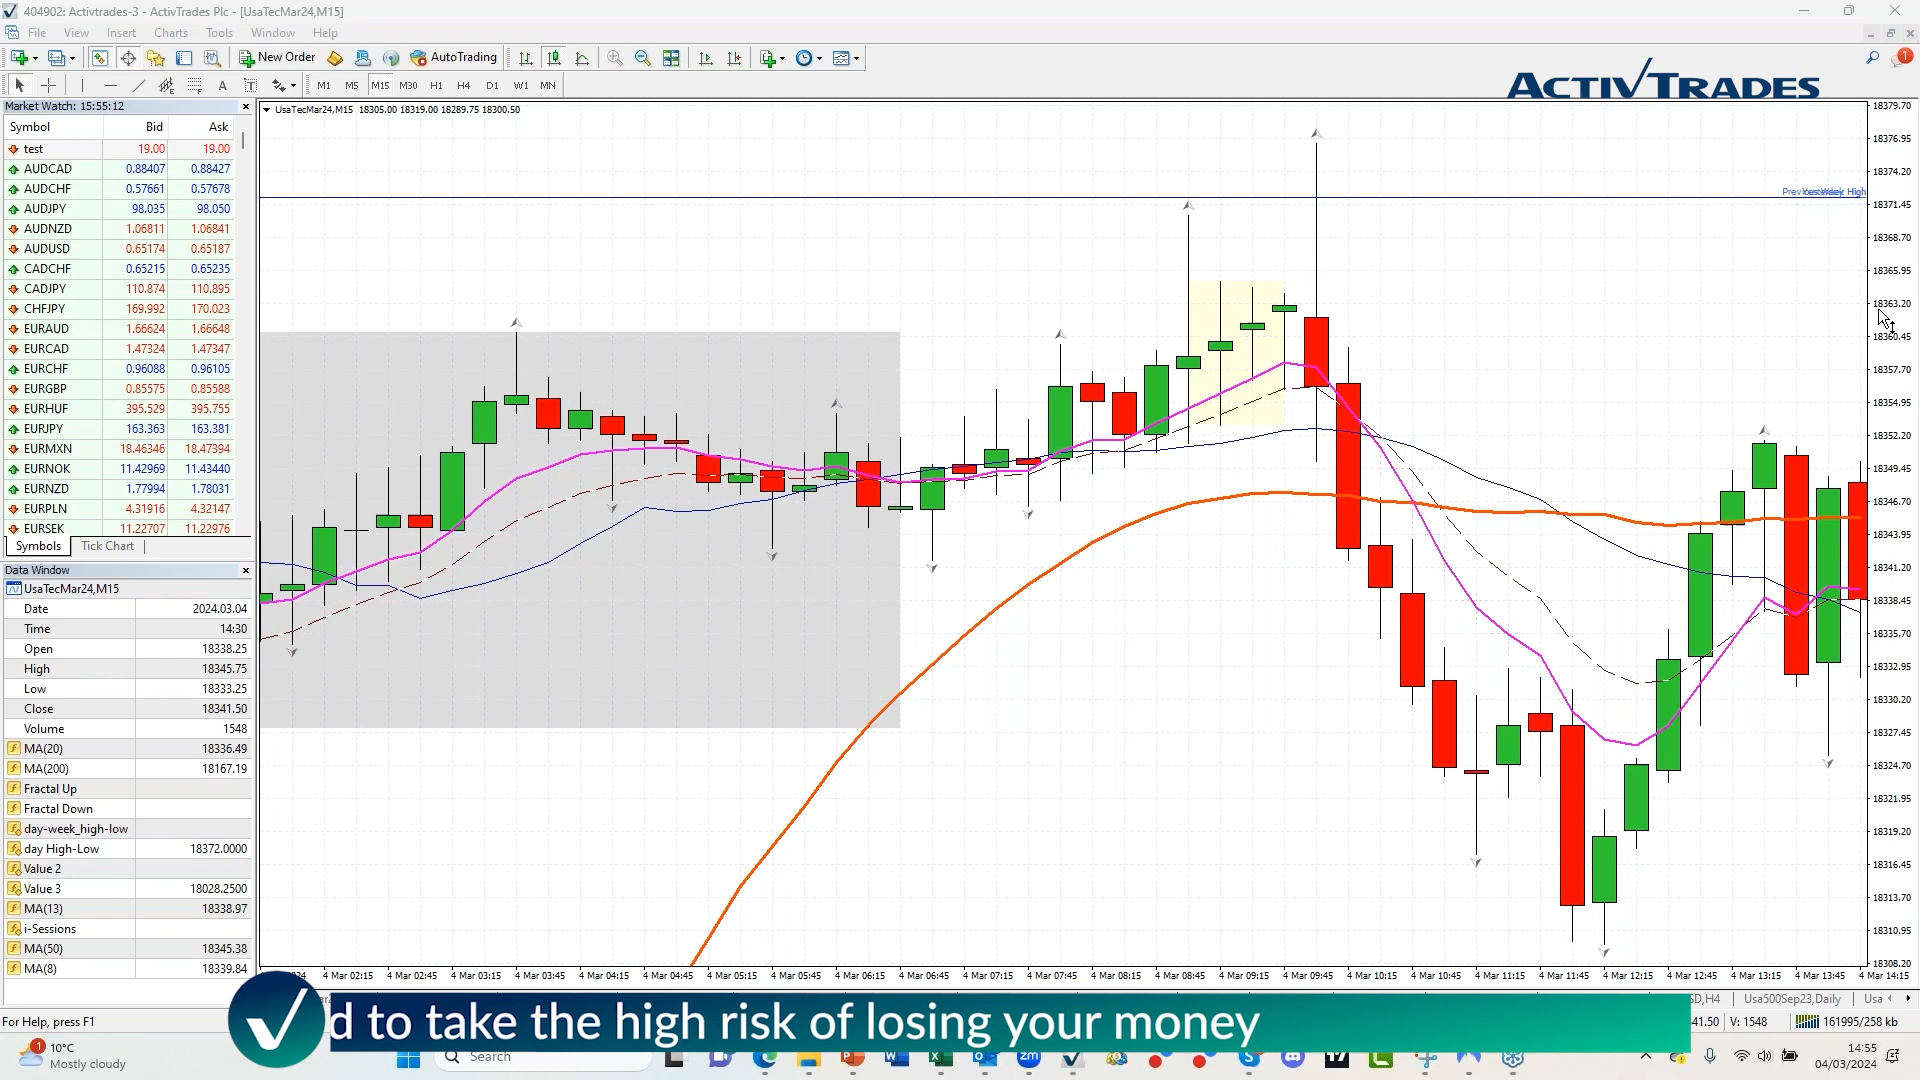 404902: Activtrades-3 - ActivTrades Plc - [UsaTecMar24,M15]
File View Insert Charts Tools Window Help
New Order AutoTrading
A T M1 M5 M15 M30 H1 H4 D1 W1 MN
ACTIVTRADES
Market Watch: 15:55:12
Symbol Bid Ask
test 19.00 19.00
AUDCAD 0.88407 0.88427
AUDCHF 0.57661 0.57678
AUDJPY 98.035 98.050
AUDNZD 1.06811 1.06841
AUDUSD 0.65174 0.65187
CADCHF 0.65215 0.65235
CADJPY 110.874 110.895
CHFJPY 169.992 170.023
EURAUD 1.66624 1.66648
EURCAD 1.47324 1.47347
EURCHF 0.96088 0.96105
EURGBP 0.85575 0.85588
EURHUF 395.529 395.755
EURJPY 163.363 163.381
EURMXN 18.46346 18.47394
EURNOK 11.42969 11.43440
EURNZD 1.77994 1.78031
EURPLN 4.31916 4.32147
EURSEK 11.22707 11.22976
Symbols Tick Chart
Data Window
UsaTecMar24,M15
Date 2024.03.04
Time 14:30
Open 18338.25
High 18345.75
Low 18333.25
Close 18341.50
Volume 1548
MA(20) 18336.49
MA(200) 18167.19
Fractal Up
Fractal Down
day-week_high-low
day High-Low 18372.0000
Value 2
Value 3 18028.2500
MA(13) 18338.97
i-Sessions
MA(50) 18345.38
MA(8) 18339.84
UsaTecMar24,M15 18305.00 18319.00 18289.75 18300.50
High
18379.70
18376.95
18374.20
18371.45
18368.70
18365.95
18363.20
18360.45
18357.70
18354.95
18352.20
18349.45
18346.70
18343.95
18341.20
18338.45
18335.70
18332.95
18330.20
18327.45
18324.70
18321.95
18319.20
18316.45
18313.70
18310.95
18308.20
4 Mar 02:15 4 Mar 02:45 4 Mar 03:15 4 Mar 03:45 4 Mar 04:15 4 Mar 04:45 4 Mar 05:15 4 Mar 05:45 4 Mar 06:15 4 Mar 06:45 4 Mar 07:15 4 Mar 07:45 4 Mar 08:15 4 Mar 08:45 4 Mar 09:15 4 Mar 09:45 4 Mar 10:15 4 Mar 10:45 4 Mar 11:15 4 Mar 11:45 4 Mar 12:15 4 Mar 12:45 4 Mar 13:15 4 Mar 13:45 4 Mar 14:15
D,H4 Usa500Sep23,Daily Usa
For Help, press F1
d to take the high risk of losing your money
41.50 V: 1548 161995/258 kb
10°C
Mostly cloudy
Search
14:55
04/03/2024